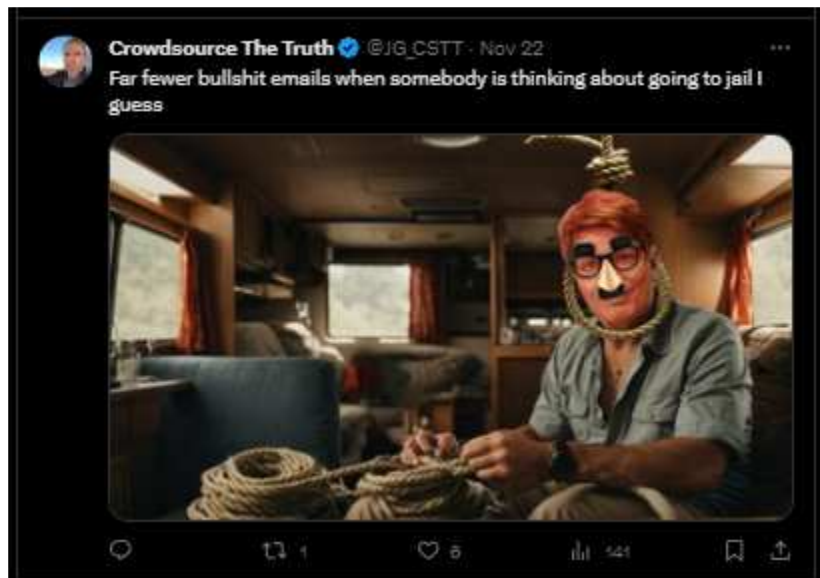 Crowdsource The Truth @JG_CSTT · Nov 22
Far fewer bullshit emails when somebody is thinking about going to jail I
guess
1 6 141